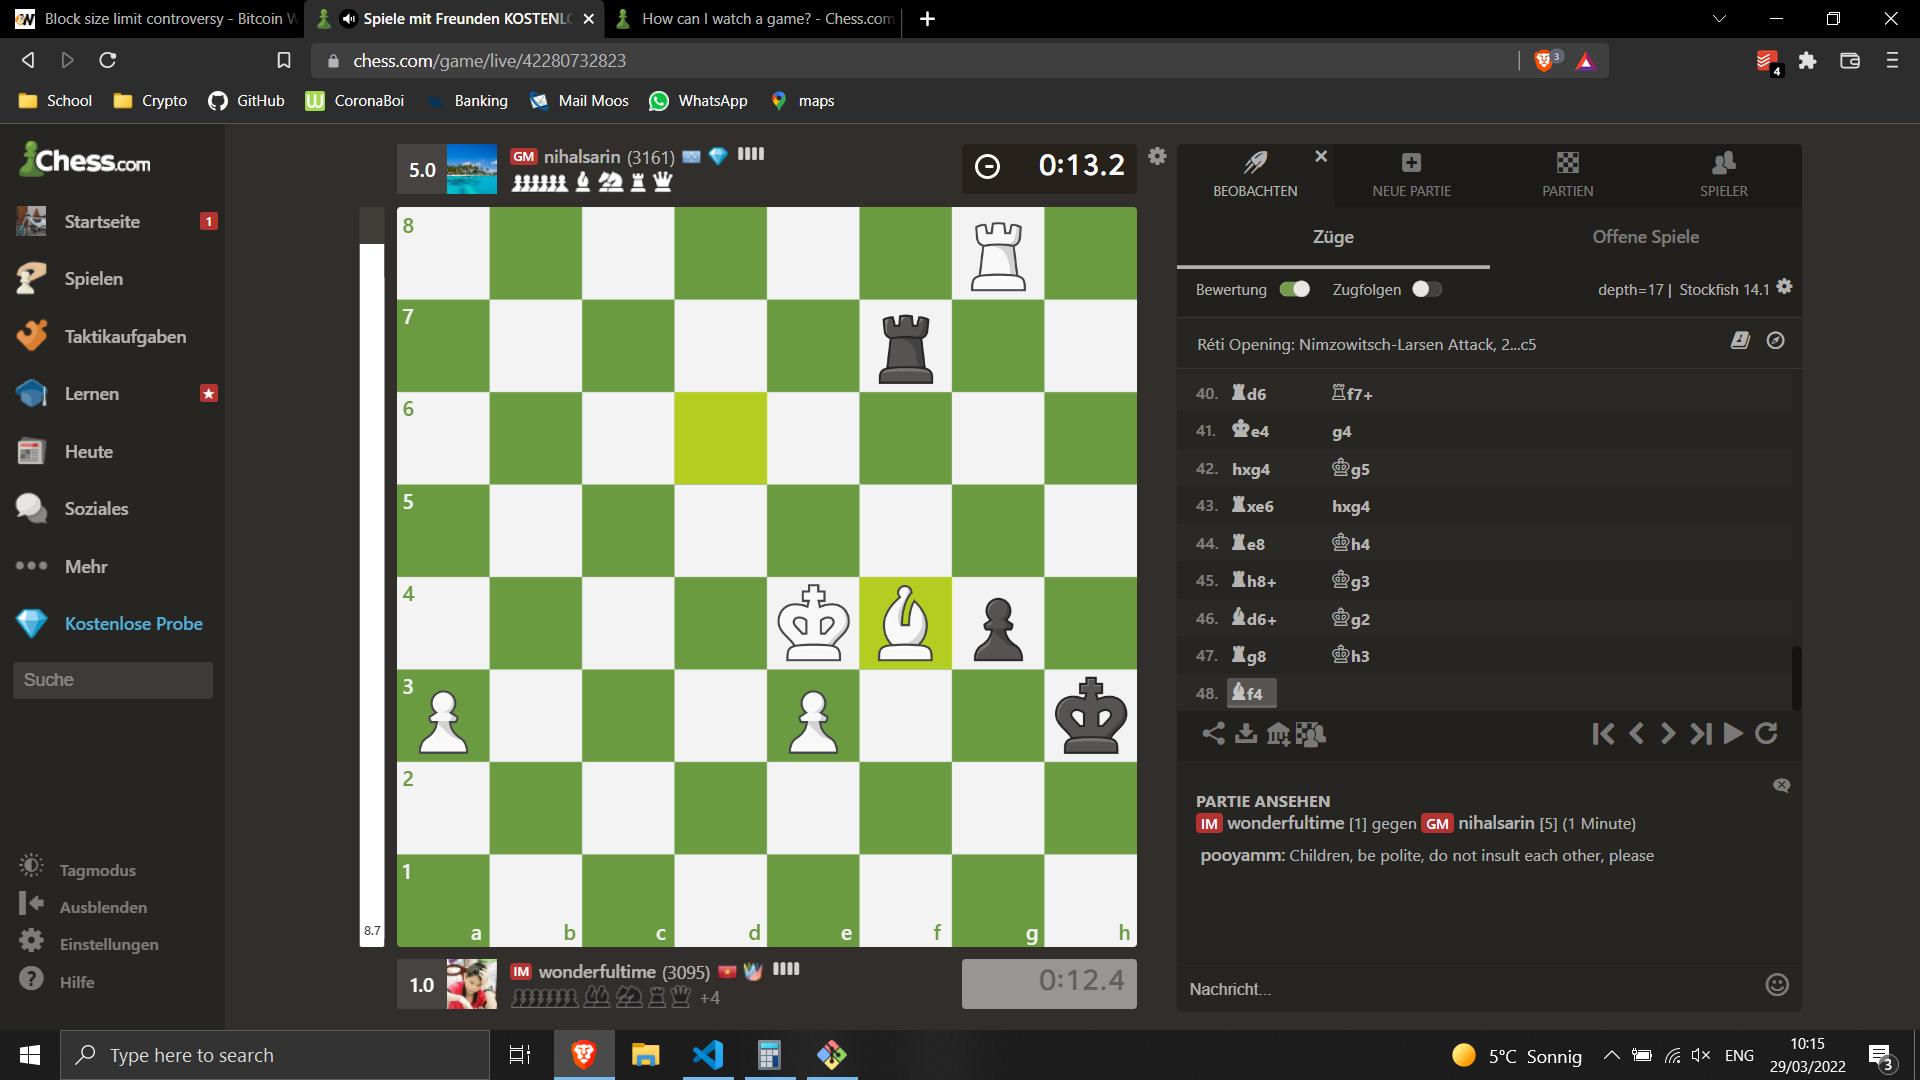 Block size limit controversy - Bitcoin W
Spiele mit Freunden KOSTENLO
How can I watch a game? - Chess.com
chess.com/game/live/42280732823
3
4
School
Crypto
GitHub
CoronaBoi
Banking
Mail Moos
WhatsApp
maps
Chess.com
Startseite
1
Spielen
Taktikaufgaben
Lernen
Heute
Soziales
Mehr
Kostenlose Probe
Suche
Tagmodus
Ausblenden
Einstellungen
Hilfe
5.0
GM nihalsarin (3161)
0:13.2
8
7
6
5
4
3
2
1
a b c d e f g h
8.7
1.0
IM wonderfultime (3095)
+4
0:12.4
BEOBACHTEN
NEUE PARTIE
PARTIEN
SPIELER
Züge
Offene Spiele
Bewertung
Zugfolgen
depth=17 | Stockfish 14.1
Réti Opening: Nimzowitsch-Larsen Attack, 2...c5
40. ♜d6 ♖f7+
41. ♚e4 g4
42. hxg4 ♔g5
43. ♜xe6 hxg4
44. ♜e8 ♔h4
45. ♜h8+ ♔g3
46. ♝d6+ ♔g2
47. ♜g8 ♔h3
48. ♝f4
PARTIE ANSEHEN
IM wonderfultime [1] gegen GM nihalsarin [5] (1 Minute)
pooyamm: Children, be polite, do not insult each other, please
Nachricht...
Type here to search
5°C Sonnig
ENG
10:15
29/03/2022
3